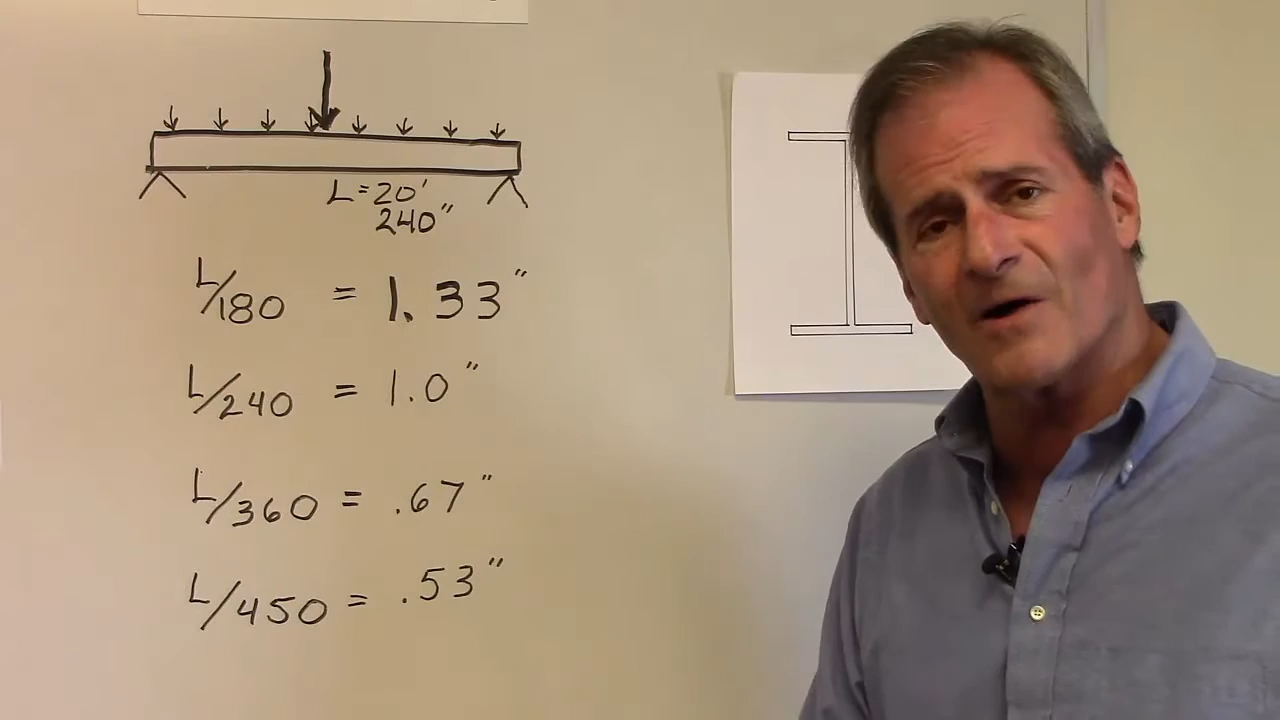 L=20'
240"
L/180 = 1.33"
L/240 = 1.0"
L/360 = .67"
L/450 = .53"